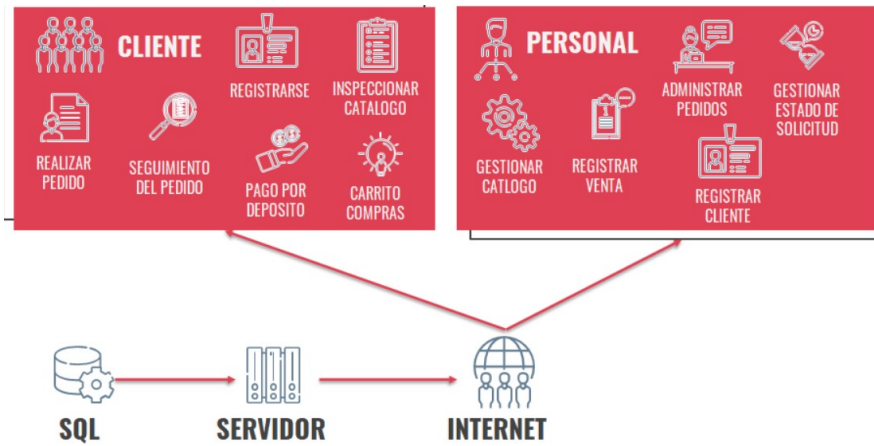 CLIENTE
REGISTRARSE
INSPECCIONAR
CATALOGO
REALIZAR
PEDIDO
SEGUIMIENTO
DEL PEDIDO
PAGO POR
DEPOSITO
CARRITO
COMPRAS
PERSONAL
ADMINISTRAR
PEDIDOS
GESTIONAR
ESTADO DE
SOLICITUD
GESTIONAR
CATLOGO
REGISTRAR
VENTA
REGISTRAR
CLIENTE
SQL
SERVIDOR
INTERNET